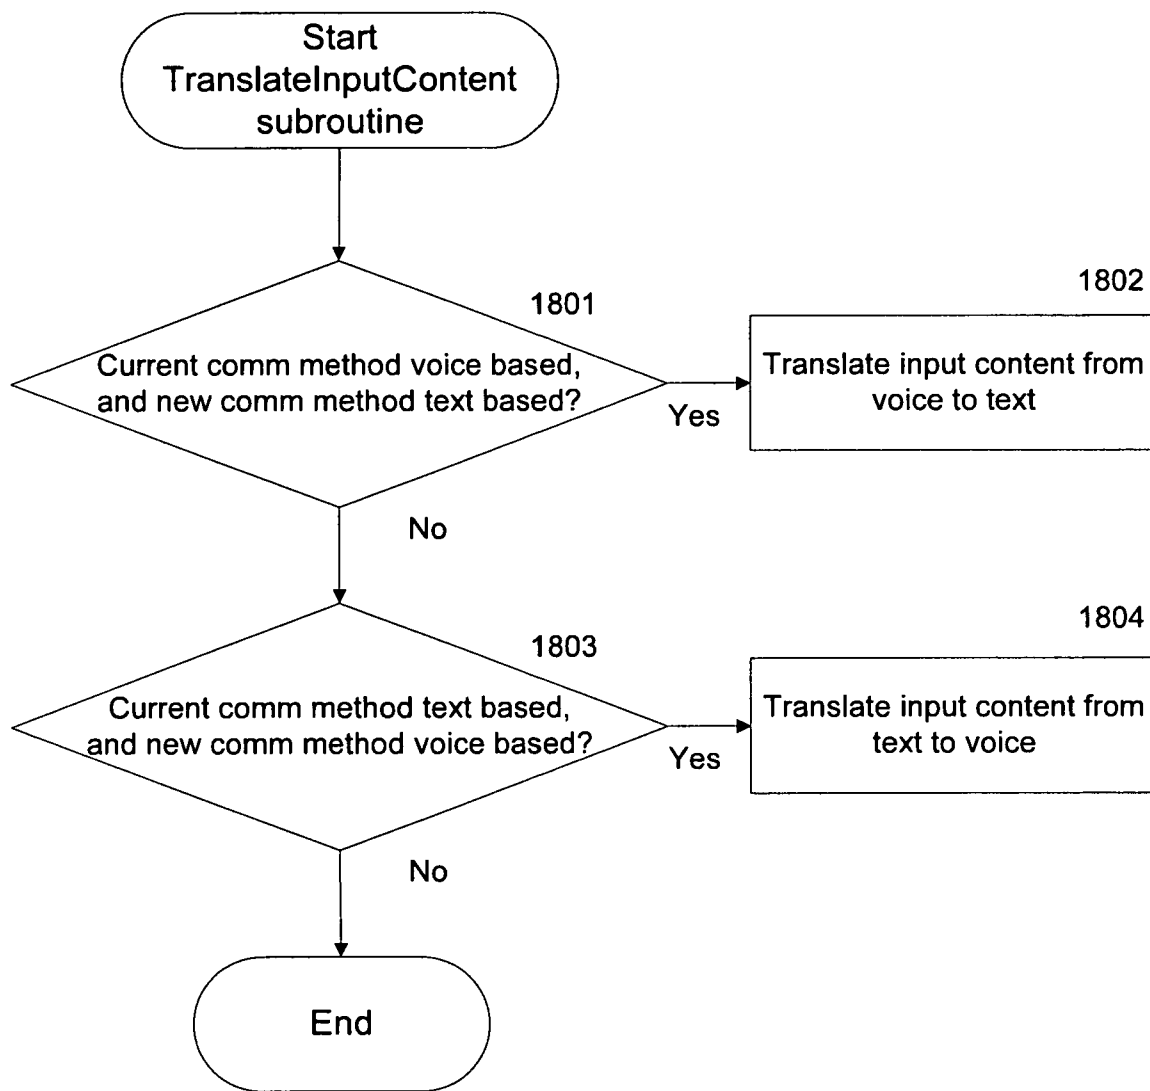 Start
TranslateInputContent
subroutine
1801
Current comm method voice based,
and new comm method text based?
Yes
1802
Translate input content from
voice to text
No
1803
Current comm method text based,
and new comm method voice based?
Yes
1804
Translate input content from
text to voice
No
End